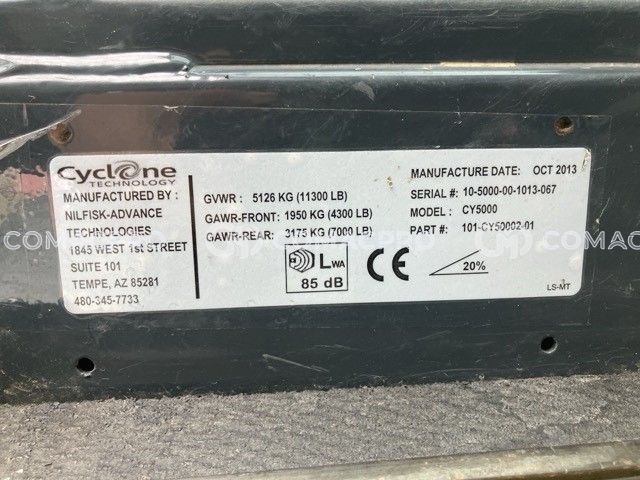 Cyclone
TECHNOLOGY
MANUFACTURED BY :
NILFISK-ADVANCE
TECHNOLOGIES
1845 WEST 1st STREET
SUITE 101
TEMPE, AZ 85281
480-345-7733
GVWR : 5126 KG (11300 LB)
GAWR-FRONT: 1950 KG (4300 LB)
GAWR-REAR: 3175 KG (7000 LB)
LWA
85 dB
CE
20%
MANUFACTURE DATE: OCT 2013
SERIAL #: 10-5000-00-1013-067
MODEL : CY5000
PART #: 101-CY50002-01
LS-MT
COMACPRO
COMACPRO